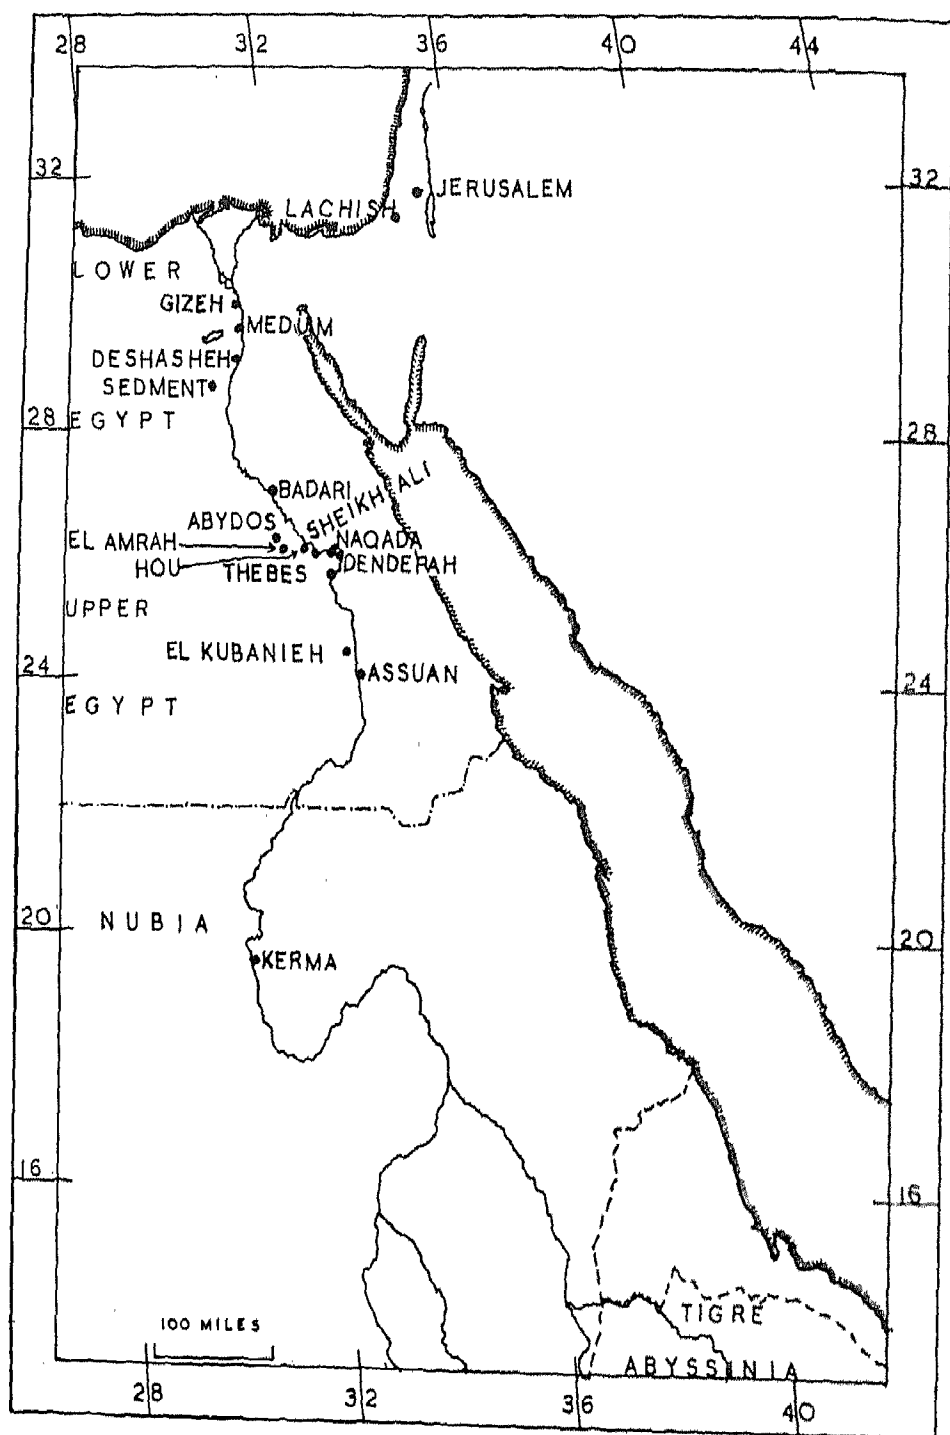 28 32 36 40 44
32 32
JERUSALEM
LACHISH
LOWER
GIZEH
MEDUM
DESHASHEH
SEDMENT
28 EGYPT 28
BADARI
SHEIKH ALI
ABYDOS
EL AMRAH
NAQADA
HOU
THEBES
DENDERAH
UPPER
EL KUBANIEH
24 ASSUAN 24
EGYPT
20 NUBIA 20
KERMA
16 16
100 MILES
TIGRE
ABYSSINIA
28 32 36 40